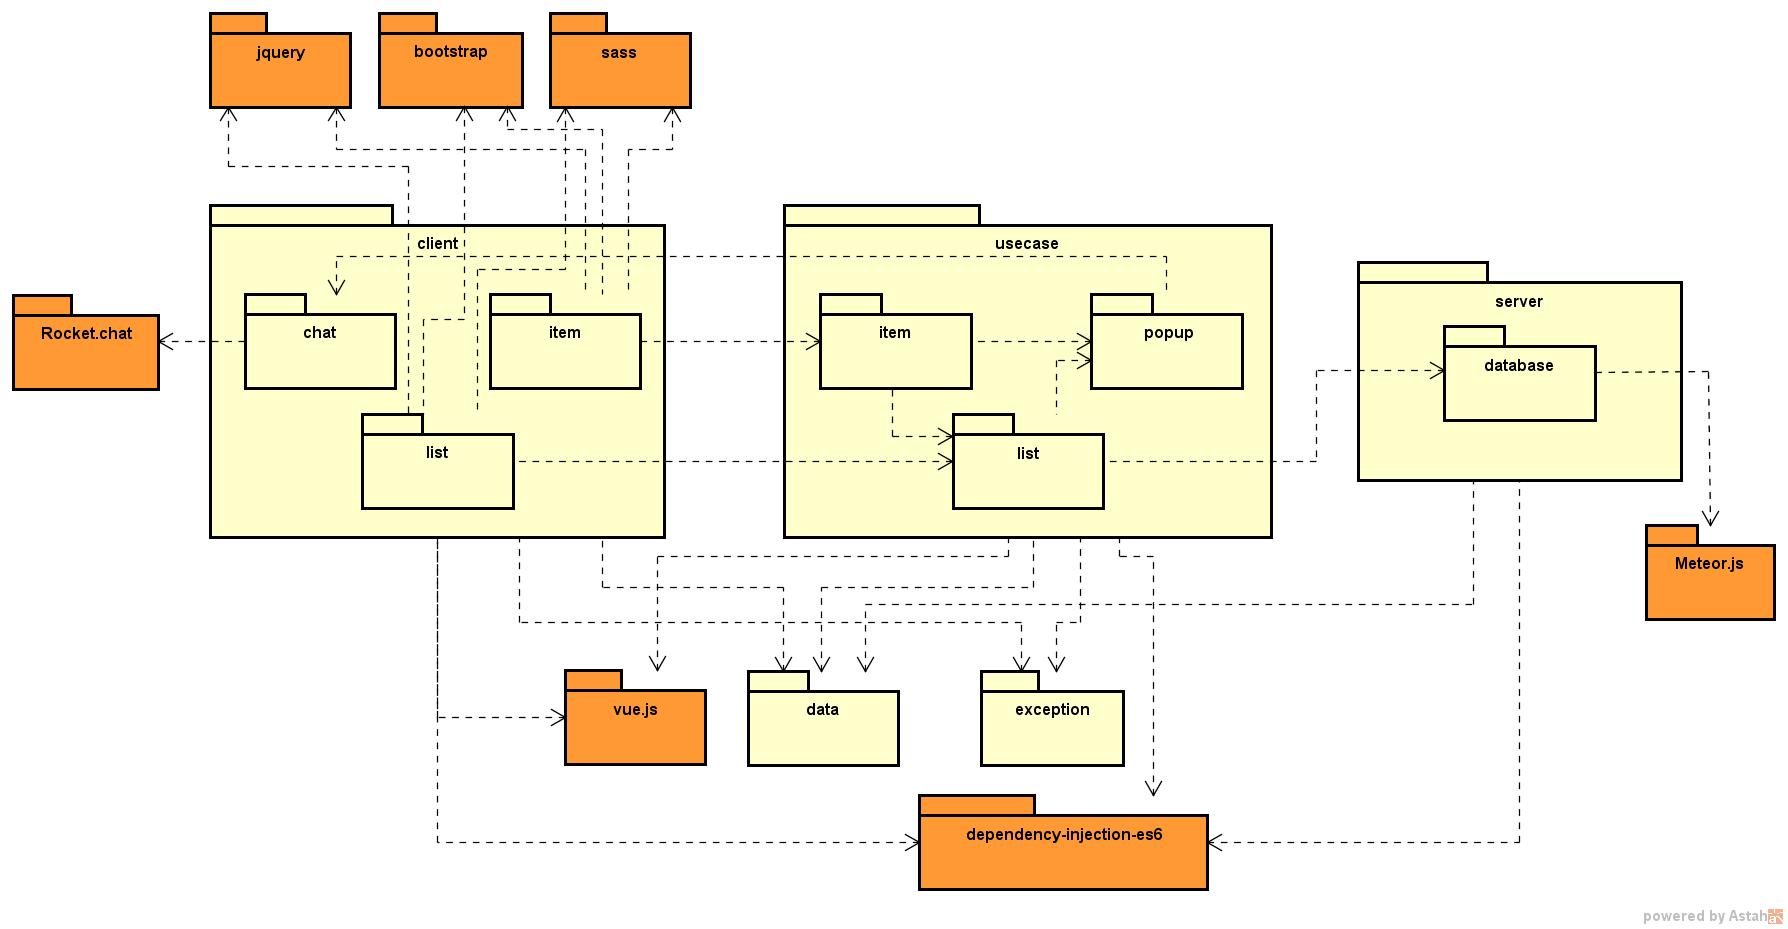 jquery
bootstrap
sass
client
usecase
server
Rocket.chat
chat
item
item
popup
database
list
list
Meteor.js
vue.js
data
exception
dependency-injection-es6
powered by Astah